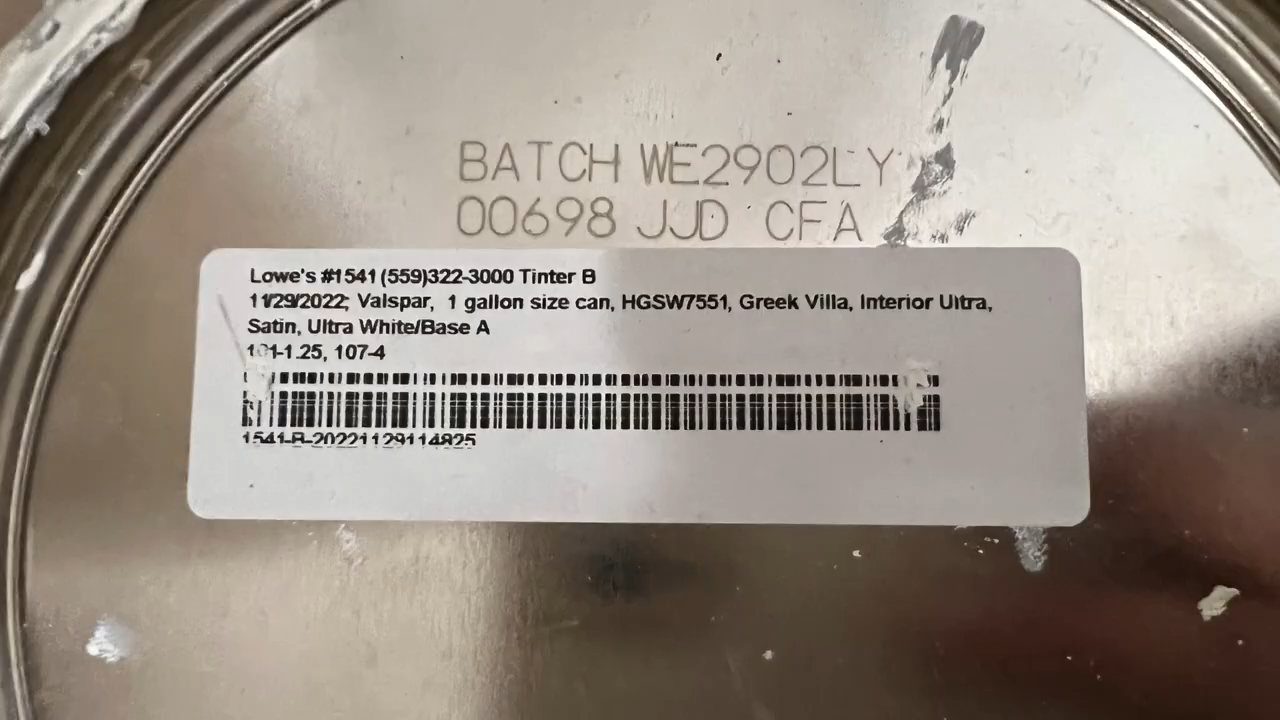 BATCH WE2902LY
00698 JJD CFA
Lowe's #1541 (559)322-3000 Tinter B
11/29/2022; Valspar, 1 gallon size can, HGSW7551, Greek Villa, Interior Ultra,
Satin, Ultra White/Base A
101-1.25, 107-4
1541-B-20221129114825